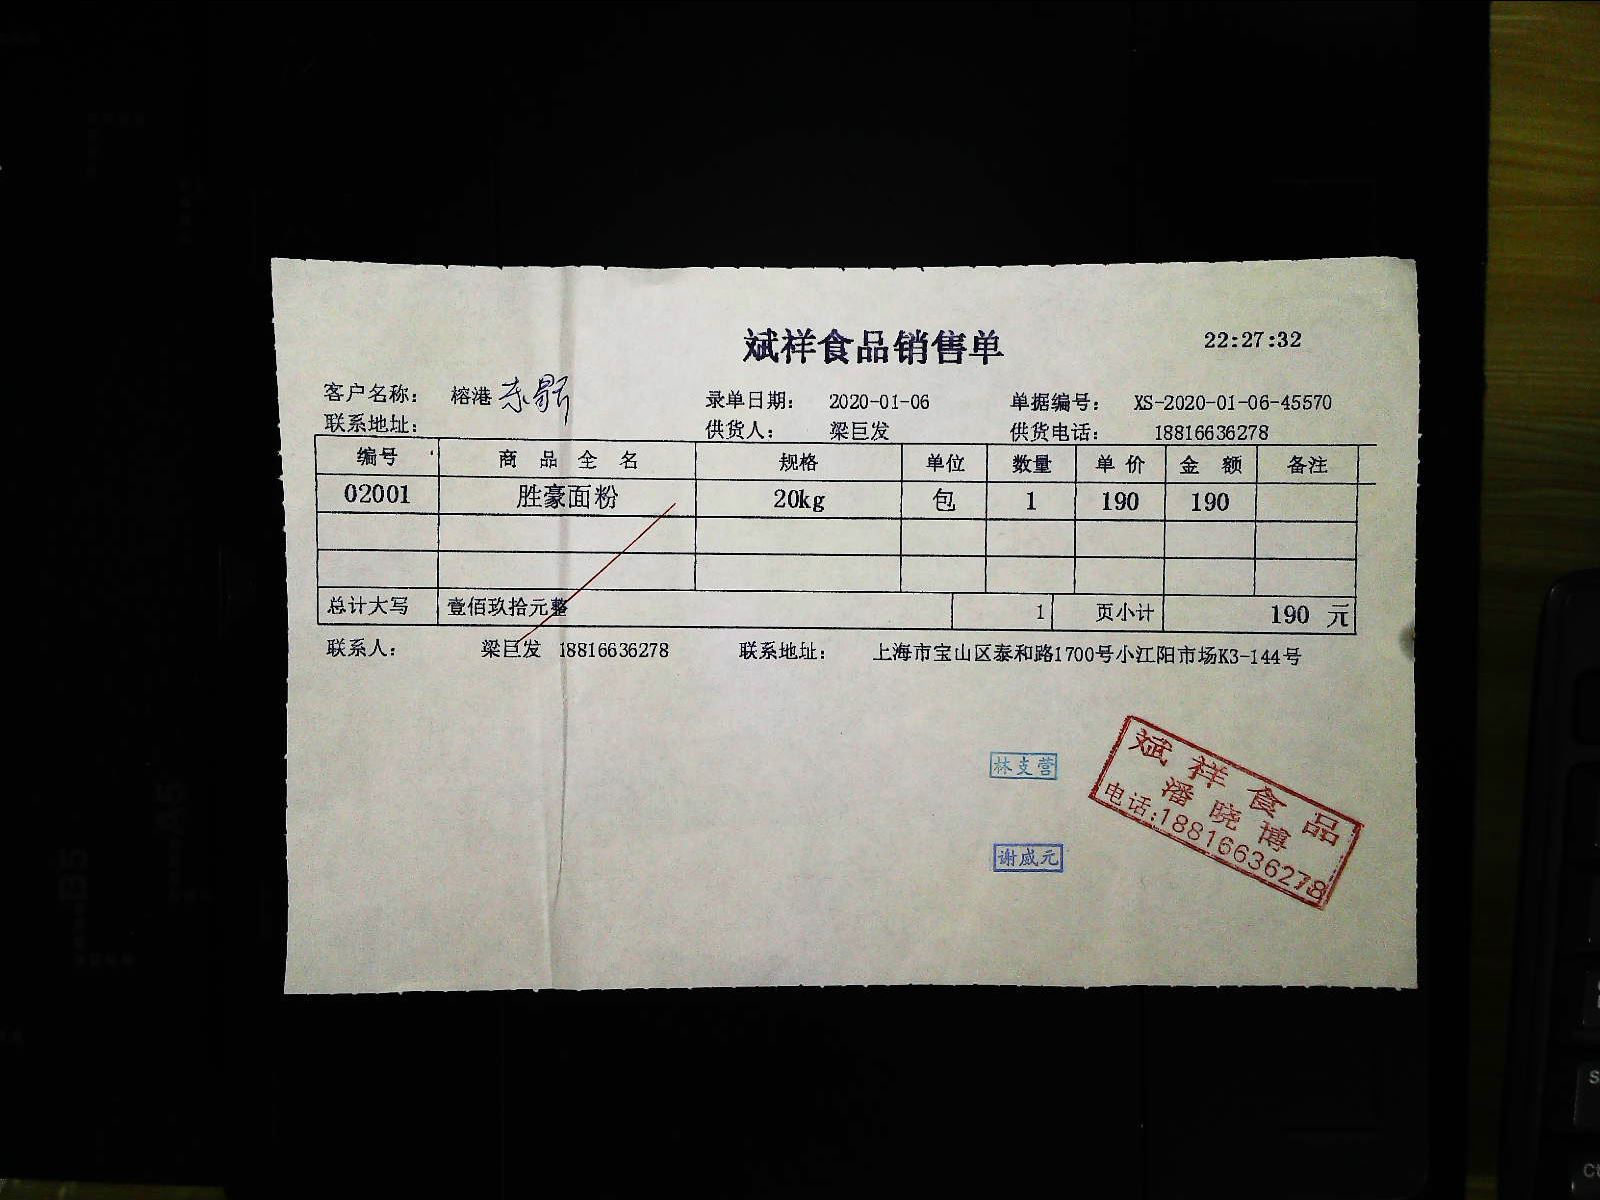 斌祥食品销售单
22:27:32
客户名称： 榕港
录单日期： 2020-01-06
单据编号： XS-2020-01-06-45570
联系地址：
供货人： 梁巨发
供货电话： 18816636278
编号 商品全名 规格 单位 数量 单价 金额 备注
02001 胜豪面粉 20kg 包 1 190 190
总计大写 壹佰玖拾元整 1 页小计 190 元
联系人： 梁巨发 18816636278 联系地址： 上海市宝山区泰和路1700号小江阳市场K3-144号
林支营
谢威元
斌祥食品
潘晓博
电话:18816636278